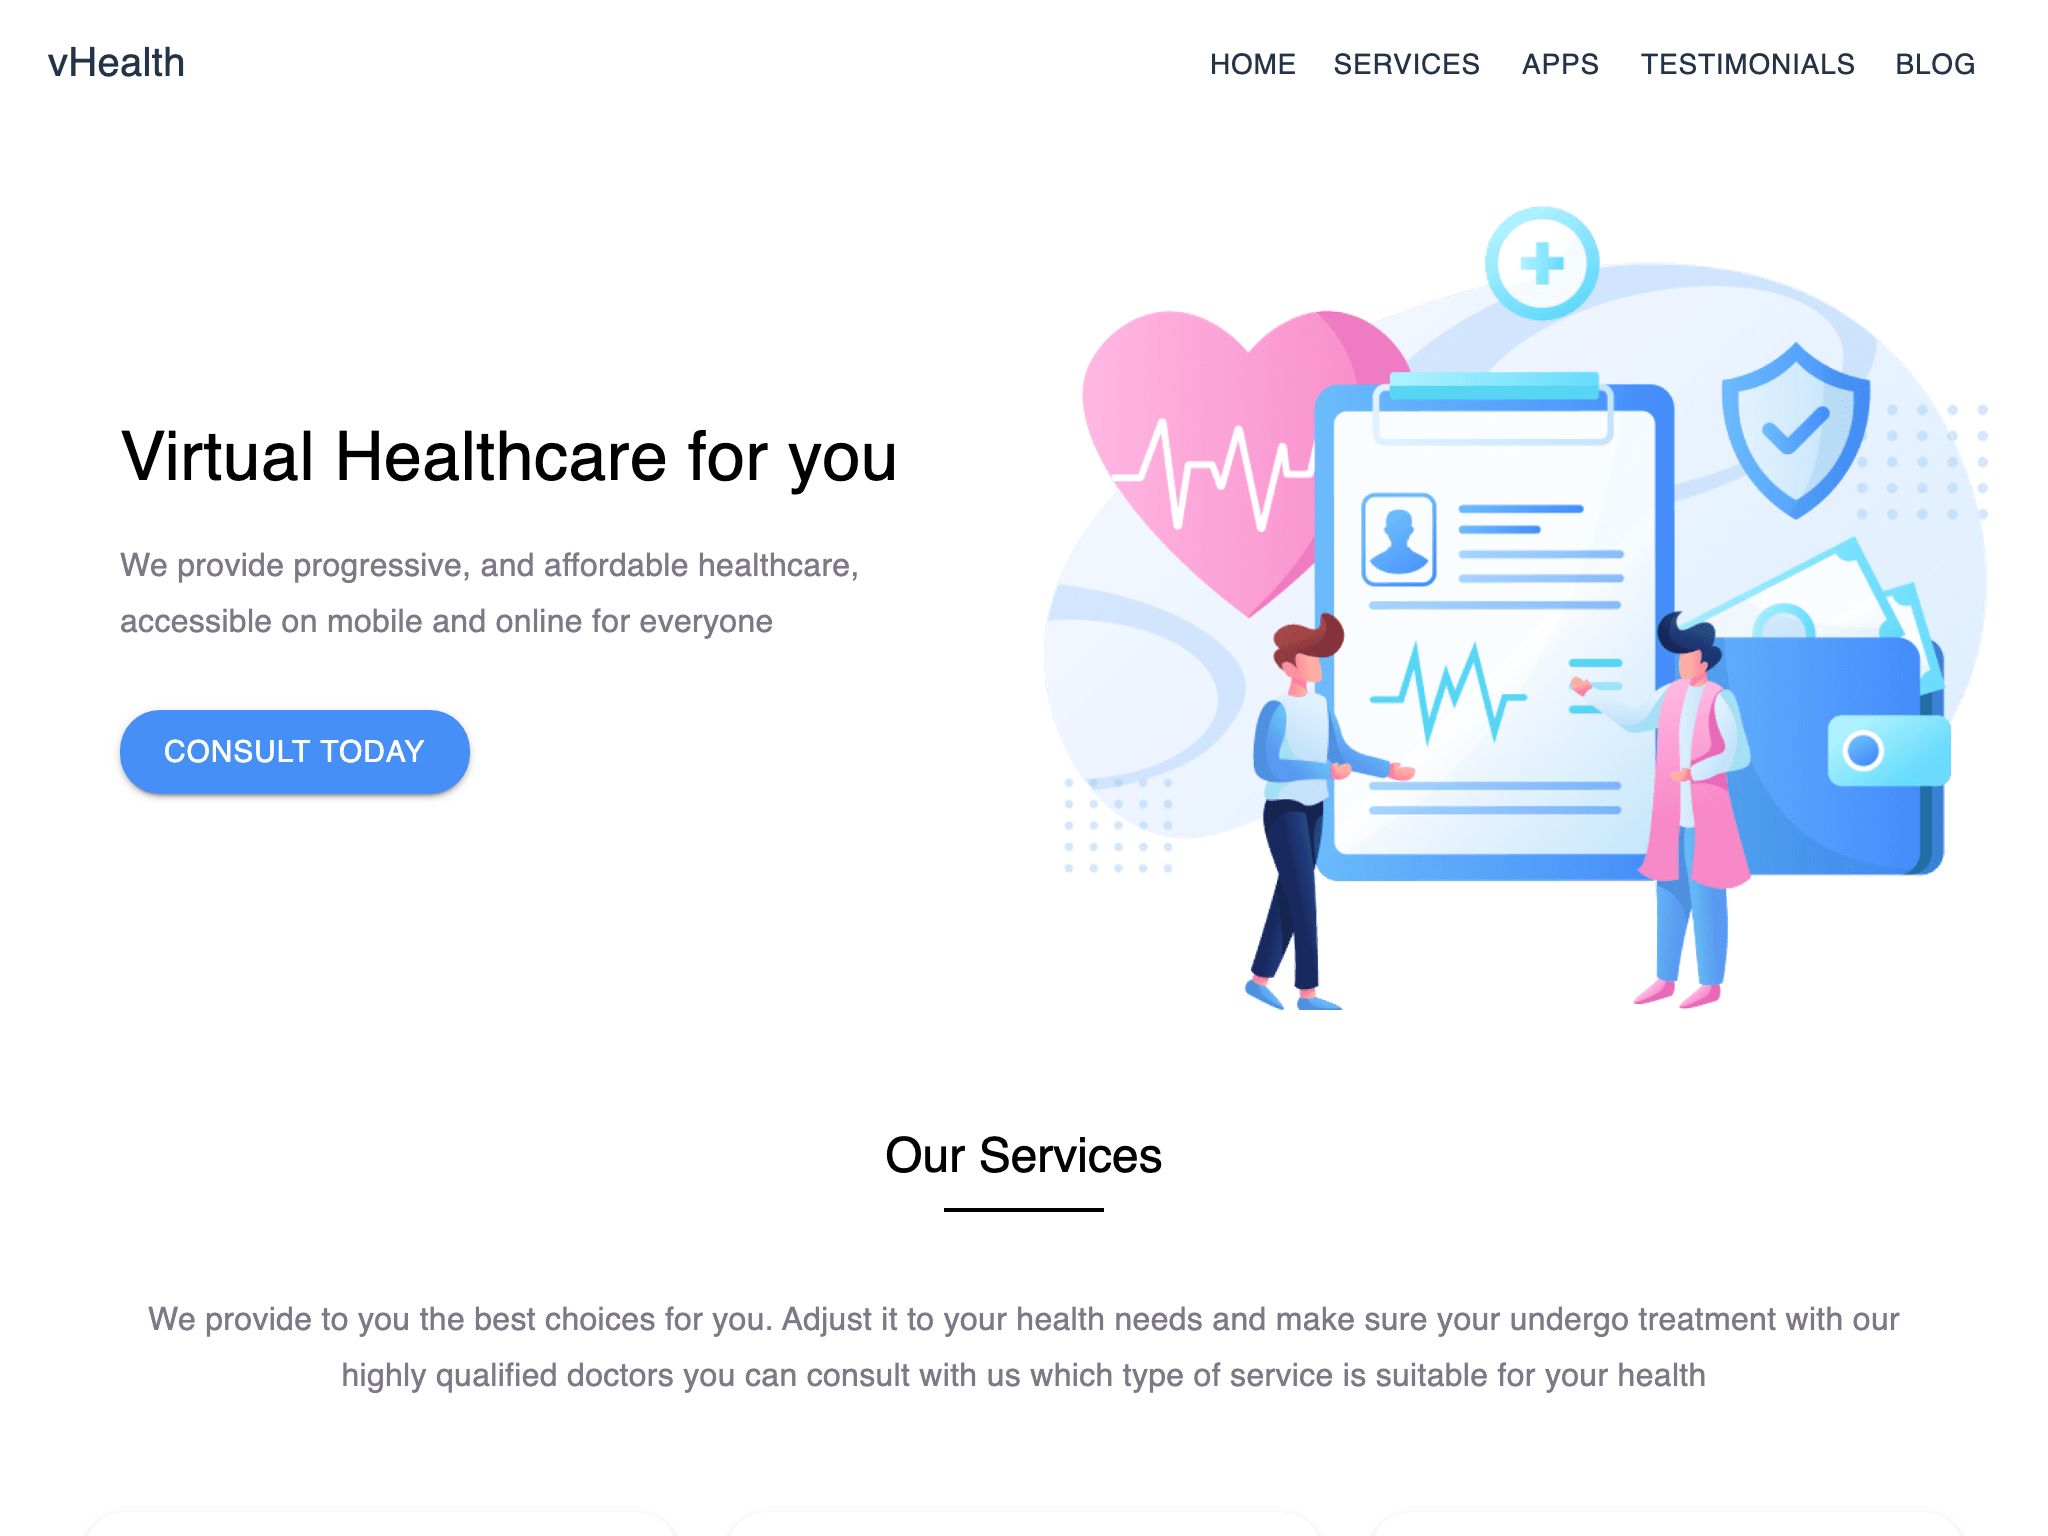 vHealth
HOME SERVICES APPS TESTIMONIALS BLOG
Virtual Healthcare for you
We provide progressive, and affordable healthcare,
accessible on mobile and online for everyone
CONSULT TODAY
Our Services
We provide to you the best choices for you. Adjust it to your health needs and make sure your undergo treatment with our
highly qualified doctors you can consult with us which type of service is suitable for your health